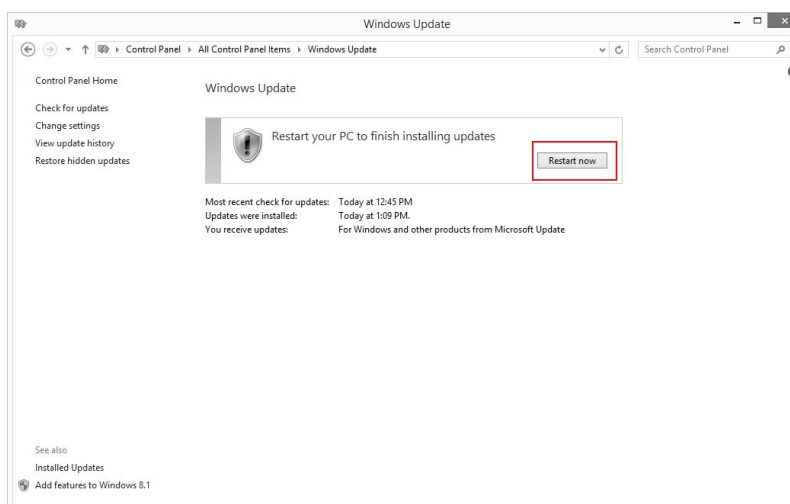 Windows Update
Control Panel All Control Panel Items Windows Update
Search Control Panel
Control Panel Home
Check for updates
Change settings
View update history
Restore hidden updates
Windows Update
Restart your PC to finish installing updates
Restart now
Most recent check for updates: Today at 12:45 PM
Updates were installed: Today at 1:09 PM.
You receive updates: For Windows and other products from Microsoft Update
See also
Installed Updates
Add features to Windows 8.1